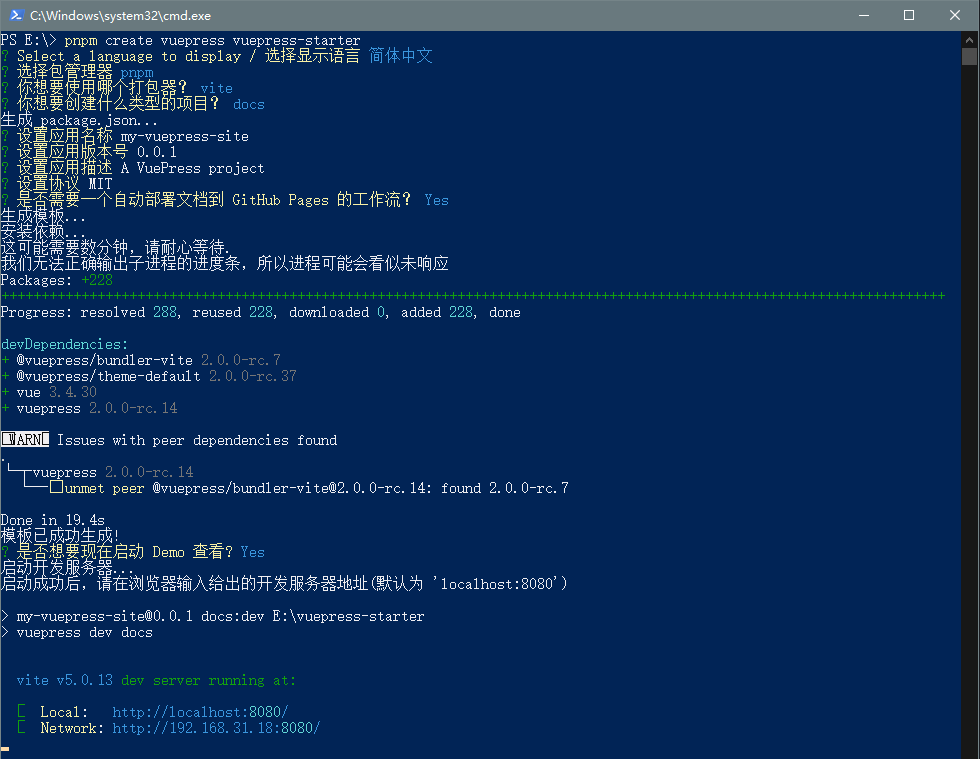 C:\Windows\system32\cmd.exe
PS E:\> pnpm create vuepress vuepress-starter
? Select a language to display / 选择显示语言 简体中文
? 选择包管理器 pnpm
? 你想要使用哪个打包器？ vite
? 你想要创建什么类型的项目？ docs
生成 package.json...
? 设置应用名称 my-vuepress-site
? 设置应用版本号 0.0.1
? 设置应用描述 A VuePress project
? 设置协议 MIT
? 是否需要一个自动部署文档到 GitHub Pages 的工作流？ Yes
生成模板...
安装依赖...
这可能需要数分钟，请耐心等待.
我们无法正确输出子进程的进度条，所以进程可能会看似未响应
Packages: +228
++++++++++++++++++++++++++++++++++++++++++++++++++++++++++++++++++++++++++++++++++++++++++++++++++++++++++++++++++++++
Progress: resolved 288, reused 228, downloaded 0, added 228, done
devDependencies:
+ @vuepress/bundler-vite 2.0.0-rc.7
+ @vuepress/theme-default 2.0.0-rc.37
+ vue 3.4.30
+ vuepress 2.0.0-rc.14
WARN Issues with peer dependencies found
.
└─┬vuepress 2.0.0-rc.14
└──□unmet peer @vuepress/bundler-vite@2.0.0-rc.14: found 2.0.0-rc.7
Done in 19.4s
模板已成功生成!
? 是否想要现在启动 Demo 查看？ Yes
启动开发服务器...
启动成功后，请在浏览器输入给出的开发服务器地址(默认为 'localhost:8080')
> my-vuepress-site@0.0.1 docs:dev E:\vuepress-starter
> vuepress dev docs
vite v5.0.13 dev server running at:
Local: http://localhost:8080/
Network: http://192.168.31.18:8080/